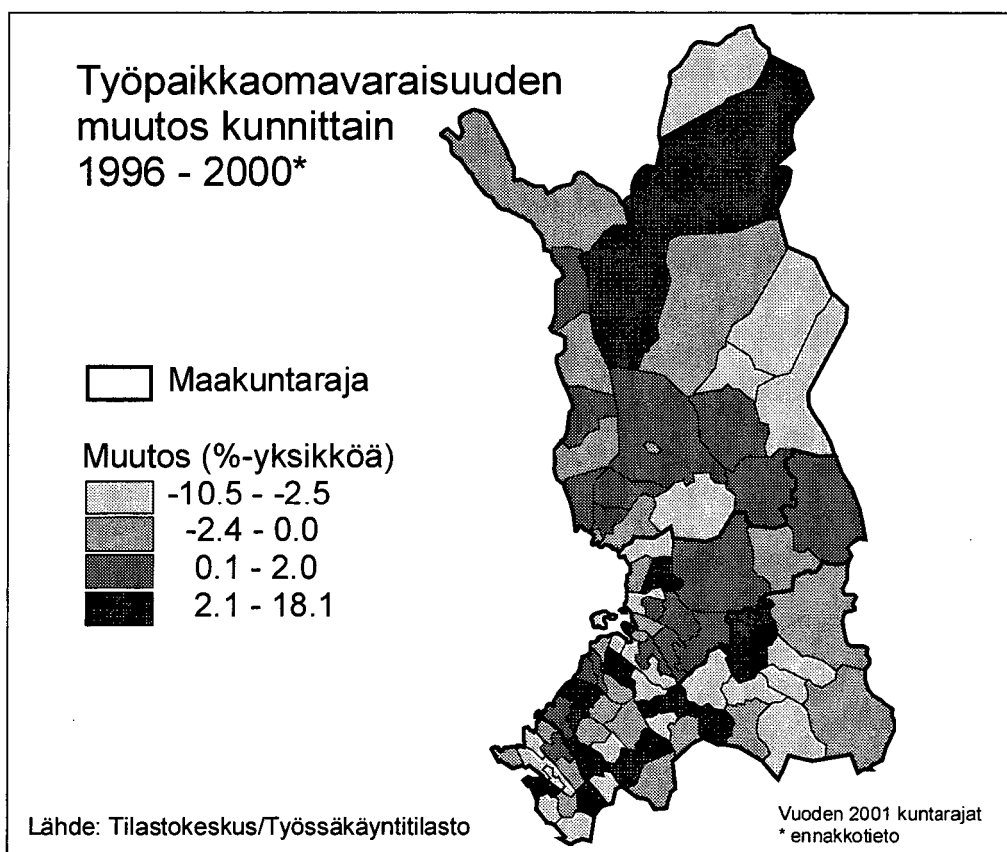 Työpaikkaomavaraisuuden
muutos kunnittain
1996 - 2000*
Maakuntaraja
Muutos (%-yksikköä)
-10.5 - -2.5
-2.4 - 0.0
0.1 - 2.0
2.1 - 18.1
Lähde: Tilastokeskus/Työssäkäyntitilasto
Vuoden 2001 kuntarajat
* ennakkotieto